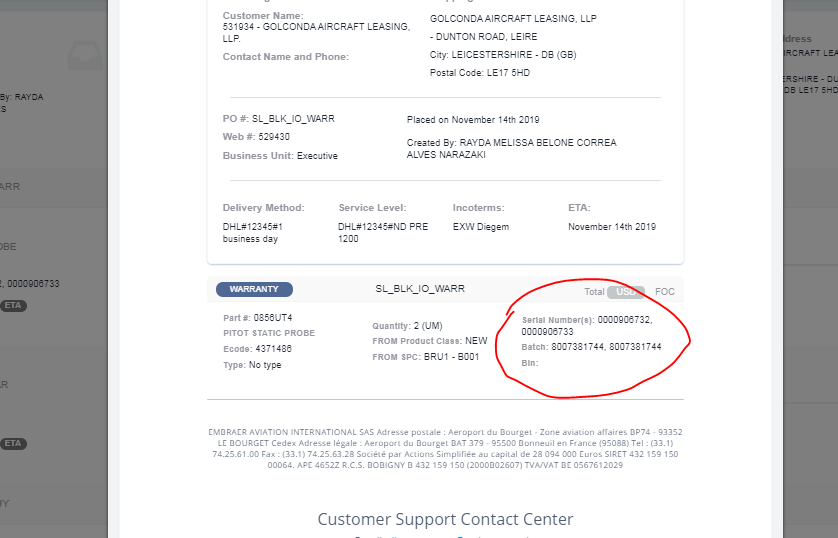 Customer Name:
531934 - GOLCONDA AIRCRAFT LEASING,
LLP.
Contact Name and Phone:
GOLCONDA AIRCRAFT LEASING, LLP
- DUNTON ROAD, LEIRE
City: LEICESTERSHIRE - DB (GB)
Postal Code: LE17 5HD
PO #: SL_BLK_IO_WARR
Web #: 529430
Business Unit: Executive
Placed on November 14th 2019
Created By: RAYDA MELISSA BELONE CORREA
ALVES NARAZAKI
Delivery Method:
DHL#12345#1
business day
Service Level:
DHL#12345#ND PRE
1200
Incoterms:
EXW Diegem
ETA:
November 14th 2019
WARRANTY
SL_BLK_IO_WARR
Total USD FOC
Part #: 0856UT4
PITOT STATIC PROBE
Ecode: 4371486
Type: No type
Quantity: 2 (UM)
FROM Product Class: NEW
FROM SPC: BRU1 - B001
Serial Number(s): 0000906732,
0000906733
Batch: 8007381744, 8007381744
Bin:
EMBRAER AVIATION INTERNATIONAL SAS Adresse postale : Aeroport du Bourget - Zone aviation affaires BP74 - 93352
LE BOURGET Cedex Adresse légale : Aeroport du Bourget BAT 379 - 95500 Bonneuil en France (95088) Tel : (33.1)
74.25.61.00 Fax : (33.1) 74.25.63.28 Société par Actions Simplifiée au capital de 28 094 000 Euros SIRET 432 159 150
00064. APE 4652Z R.C.S. BOBIGNY B 432 159 150 (2000B02607) TVA/VAT BE 0567612029
Customer Support Contact Center
By: RAYDA
S
ARR
OBE
2, 0000906733
ETA
AR
ETA
Y
dress
IRCRAFT LEA
ERSHIRE - DU
DB LE17 5HD